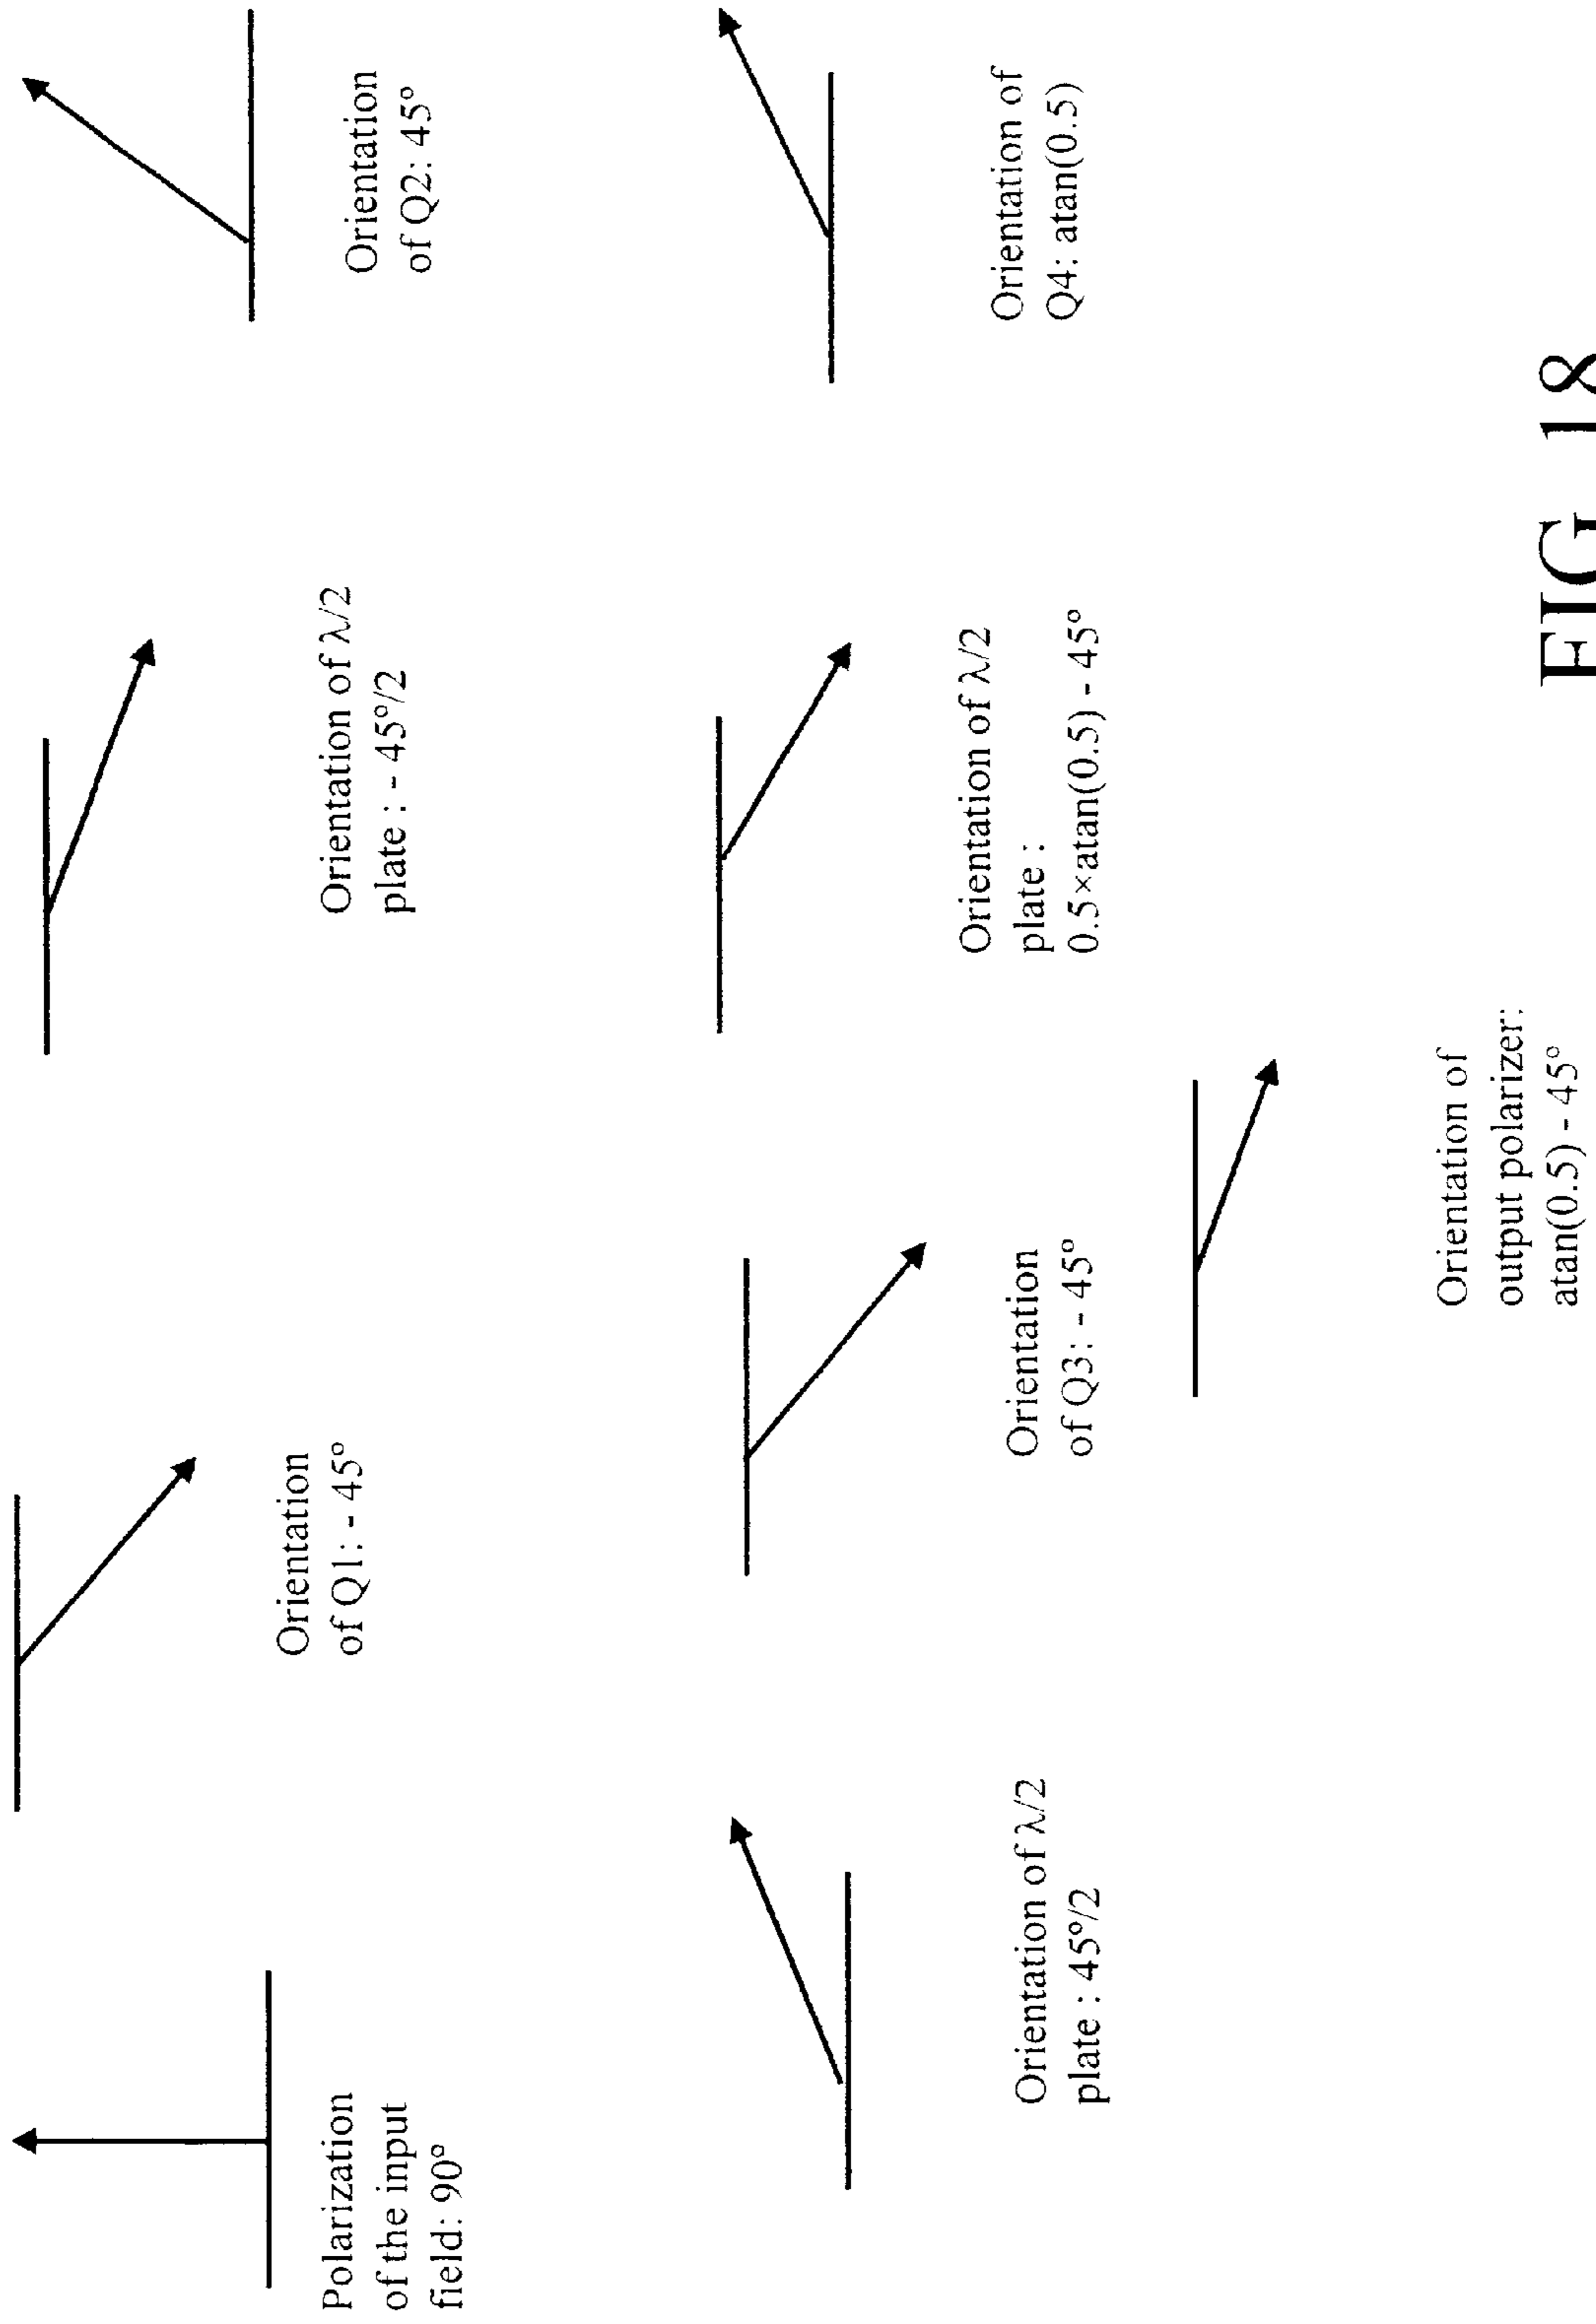 Polarization
of the input
field: 90°
Orientation
of Q1: - 45°
Orientation of λ/2
plate : - 45°/2
Orientation
of Q2: 45°
Orientation of λ/2
plate : 45°/2
Orientation
of Q3: - 45°
Orientation of λ/2
plate :
0.5×atan(0.5) - 45°
Orientation of
Q4: atan(0.5)
Orientation of
output polarizer:
atan(0.5) - 45°
FIG 18